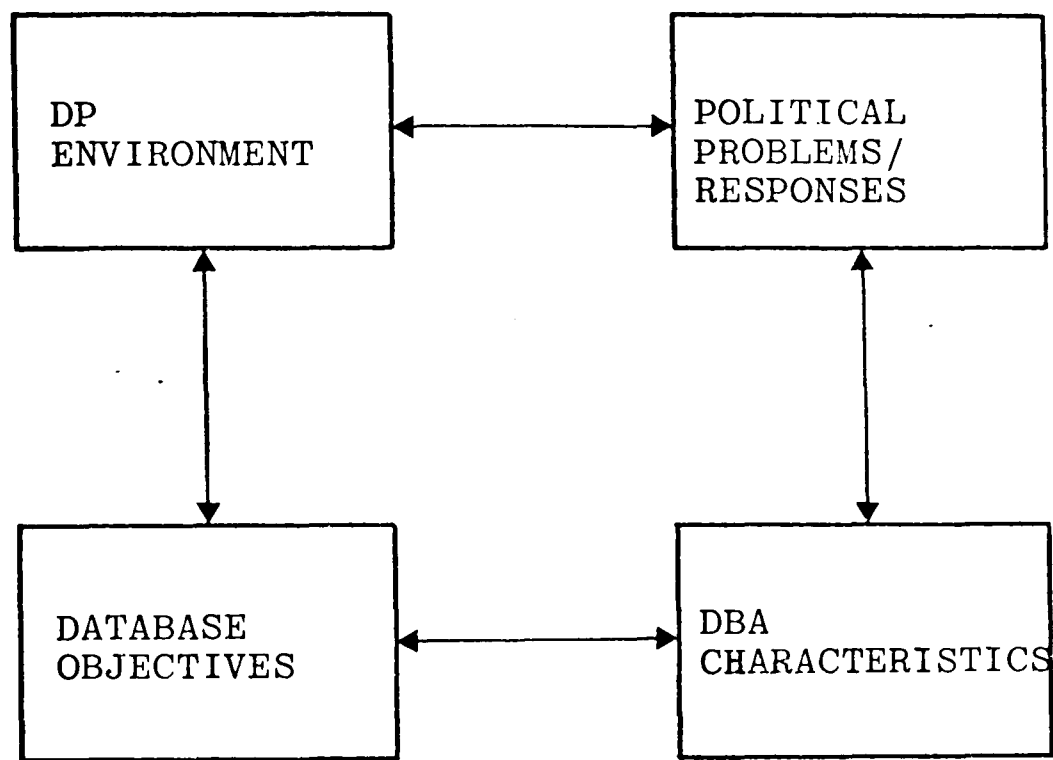 DP
ENVIRONMENT
POLITICAL
PROBLEMS/
RESPONSES
DATABASE
OBJECTIVES
DBA
CHARACTERISTICS